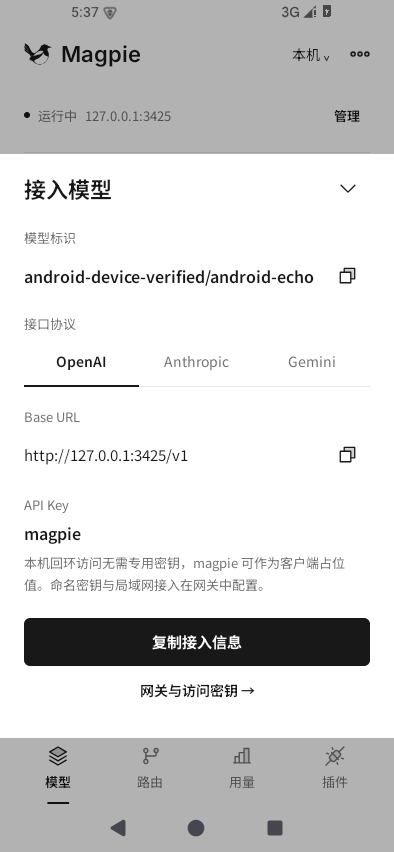 5:37
3G
Magpie
本机
运行中 127.0.0.1:3425
管理
接入模型
模型标识
android-device-verified/android-echo
接口协议
OpenAI
Anthropic
Gemini
Base URL
http://127.0.0.1:3425/v1
API Key
magpie
本机回环访问无需专用密钥，magpie 可作为客户端占位
值。命名密钥与局域网接入在网关中配置。
复制接入信息
网关与访问密钥 →
模型
路由
用量
插件